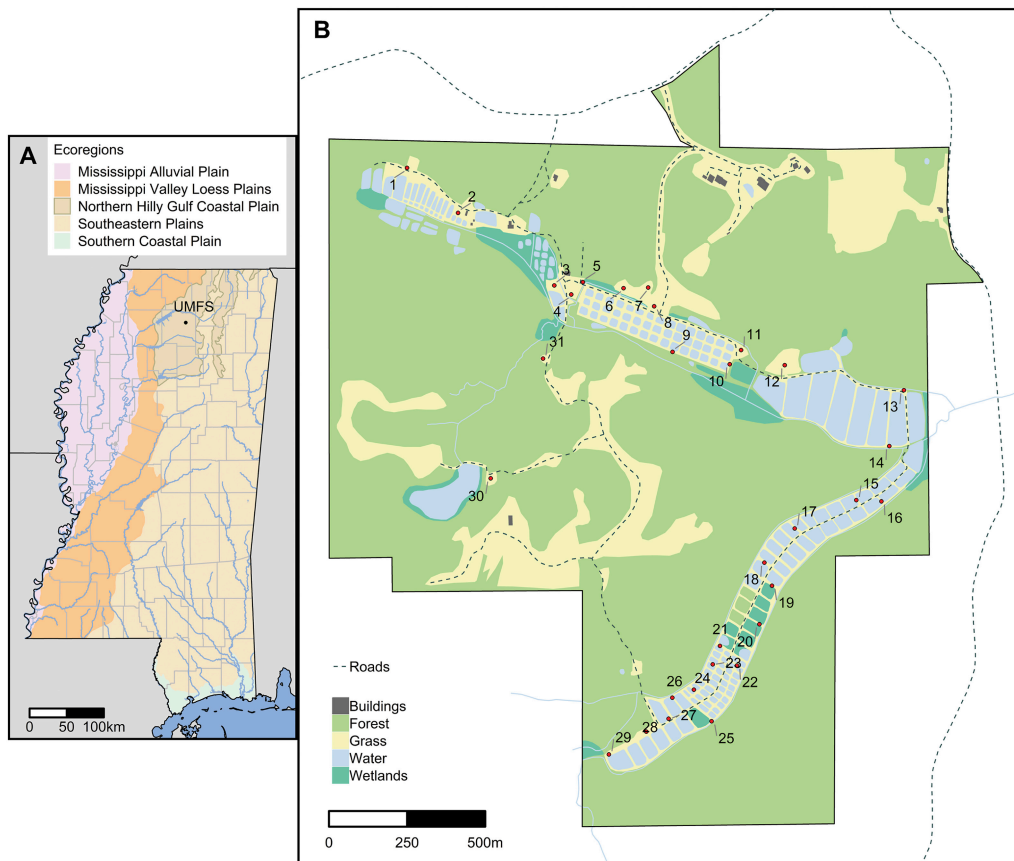 A
Ecoregions
Mississippi Alluvial Plain
Mississippi Valley Loess Plains
Northern Hilly Gulf Coastal Plain
Southeastern Plains
Southern Coastal Plain
UMFS
0 50 100km
B
1
2
3
4
5
6
7
8
9
10
11
12
13
14
15
16
17
18
19
20
21
22
23
24
25
26
27
28
29
30
31
Roads
Buildings
Forest
Grass
Water
Wetlands
0 250 500m